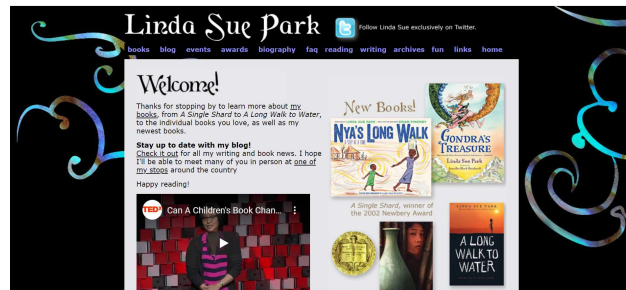 Linda Sue Park
Follow Linda Sue exclusively on Twitter.
books blog events awards biography faq reading writing archives fun links home
Welcome!
Thanks for stopping by to learn more about my
books, from A Single Shard to A Long Walk to Water,
to the individual books you love, as well as my
newest books.
Stay up to date with my blog!
Check it out for all my writing and book news. I hope
I'll be able to meet many of you in person at one of
my stops around the country
Happy reading!
TEDx
Can A Children's Book Chan...
New Books!
LINDA SUE PARK
NYA'S LONG WALK
GONDRA'S
TREASURE
Linda Sue Park
A Single Shard, winner of
the 2002 Newbery Award
LINDA SUE PARK
A LONG
WALK TO
WATER